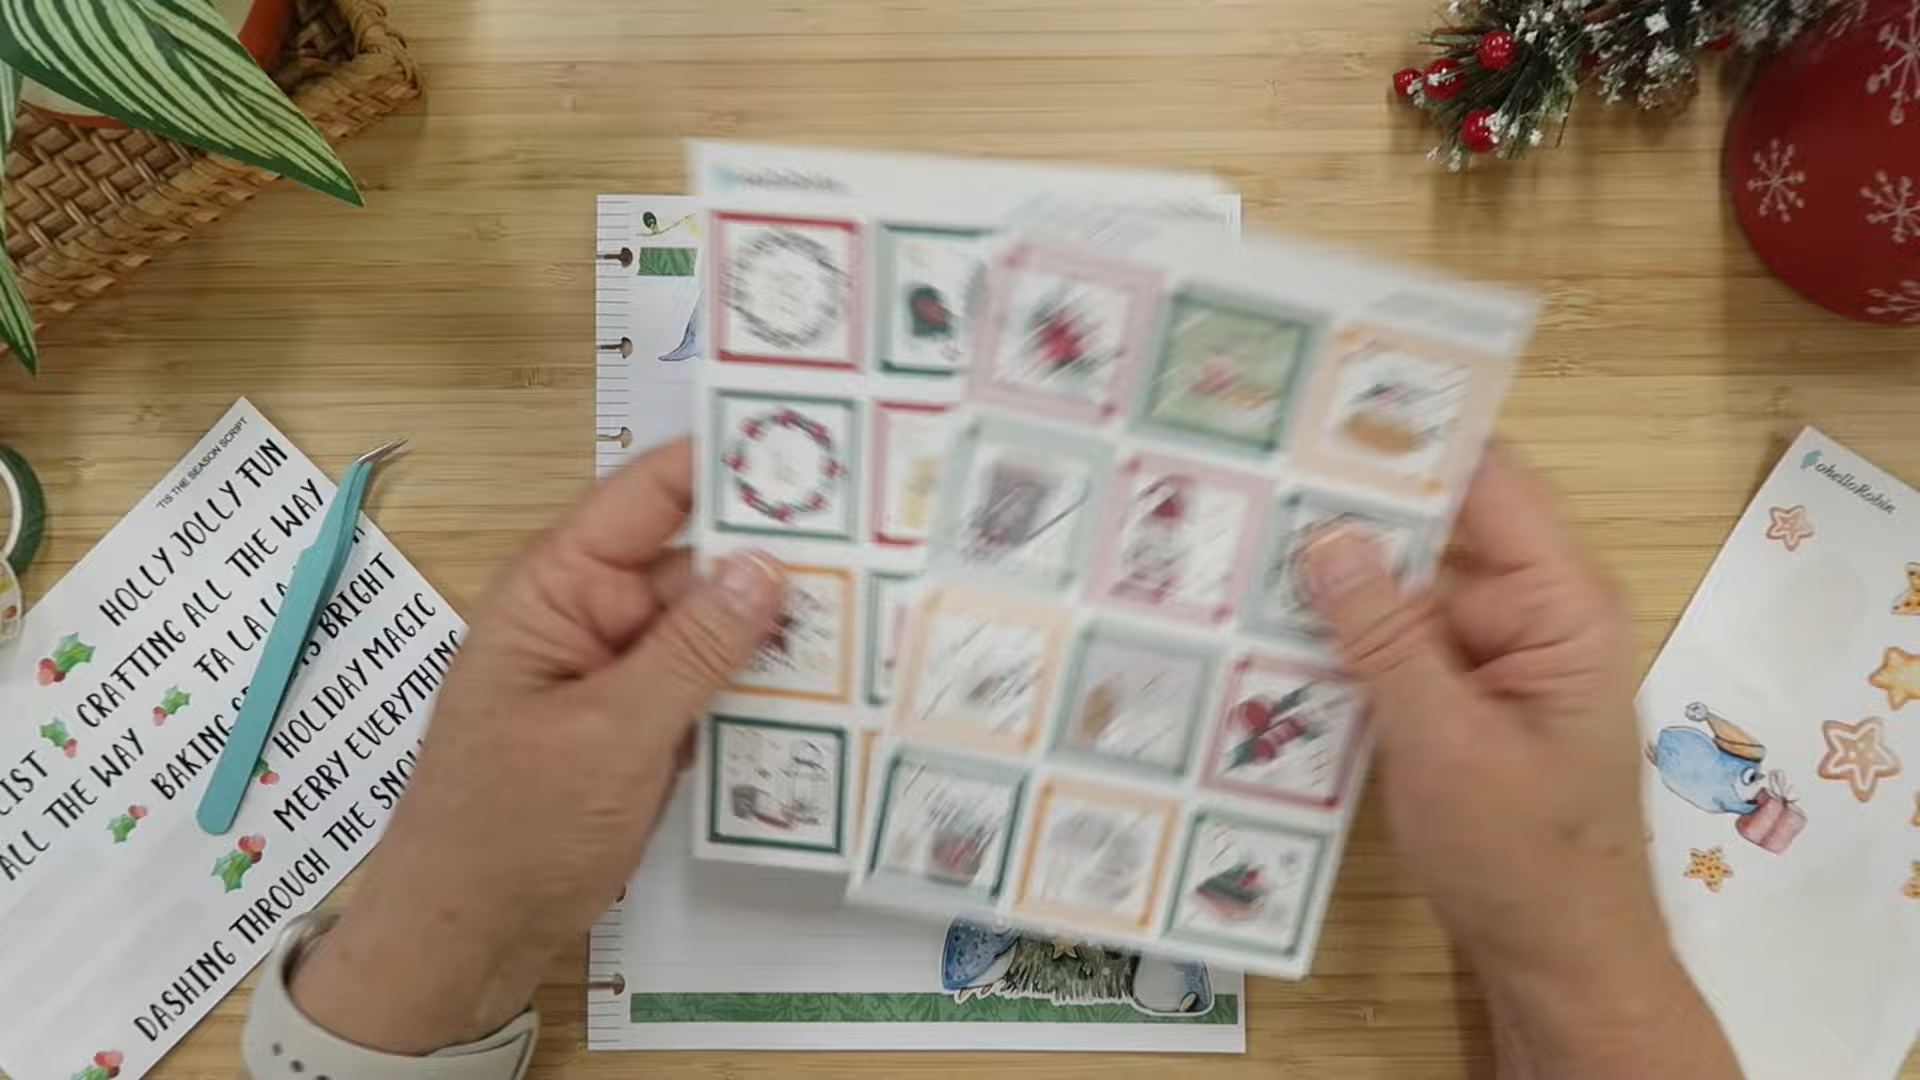 'TIS THE SEASON SCRIPT
HOLLY JOLLY FUN
CRAFTING ALL THE WAY
FA LA LA
IS BRIGHT
LIST
ALL THE WAY
BAKING
HOLIDAY MAGIC
MERRY EVERYTHING
DASHING THROUGH THE SNOW
ohelloRobin